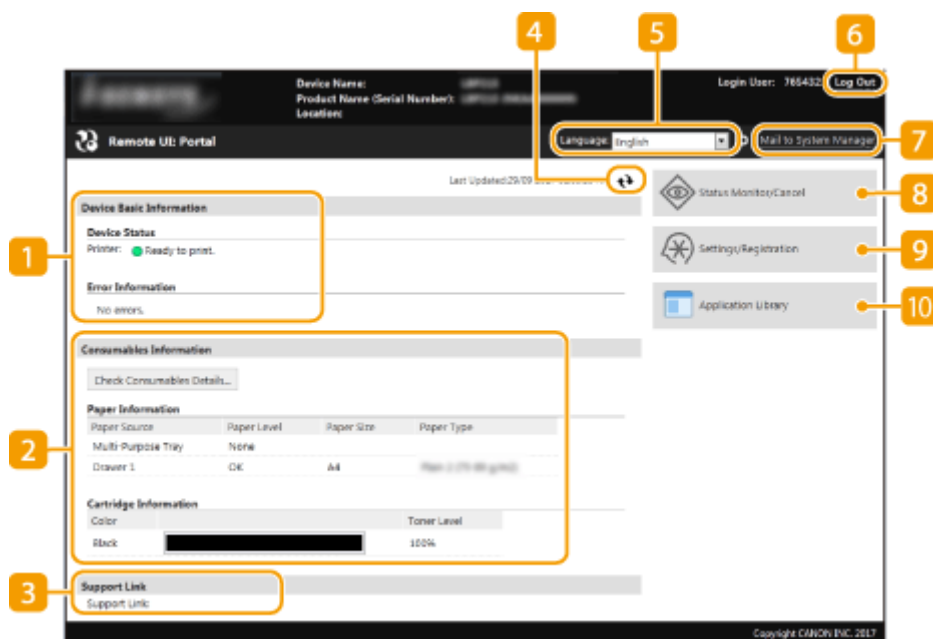 4
5
6
Device Name:
Login User: 765432 Log Out
Product Name (Serial Number):
Location:
Remote UI: Portal
Language: English
Mail to System Manager
7
Last Updated:29/09
Status Monitor/Cancel
8
Device Basic Information
Device Status
1
Printer: Ready to print.
Settings/Registration
9
Error Information
No errors.
Application Library
10
Consumables Information
Check Consumables Details...
Paper Information
Paper Source Paper Level Paper Size Paper Type
2
Multi-Purpose Tray None
Drawer 1 OK A4
Cartridge Information
Color Toner Level
Black 100%
3
Support Link
Support Link:
Copyright CANON INC. 2017